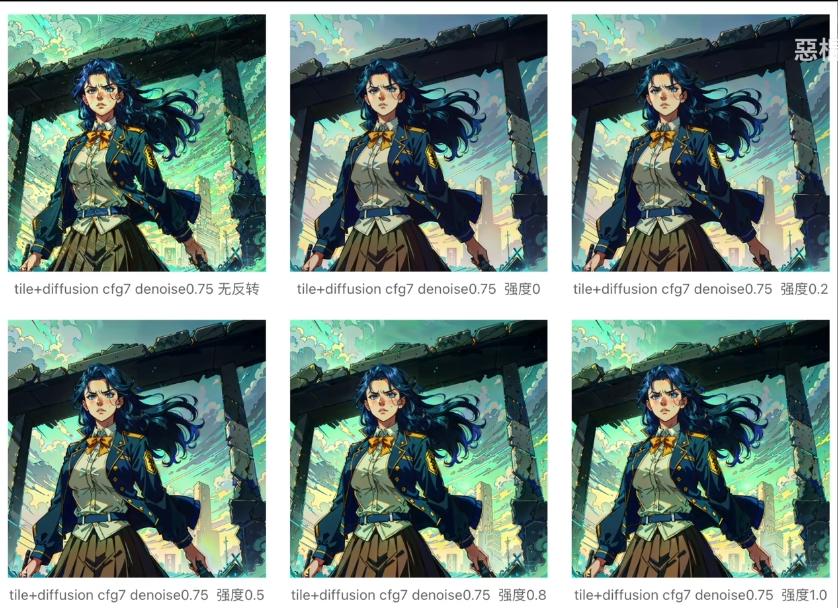 惡
tile+diffusion cfg7 denoise0.75 无反转
tile+diffusion cfg7 denoise0.75 强度0
tile+diffusion cfg7 denoise0.75 强度0.2
tile+diffusion cfg7 denoise0.75 强度0.5
tile+diffusion cfg7 denoise0.75 强度0.8
tile+diffusion cfg7 denoise0.75 强度1.0